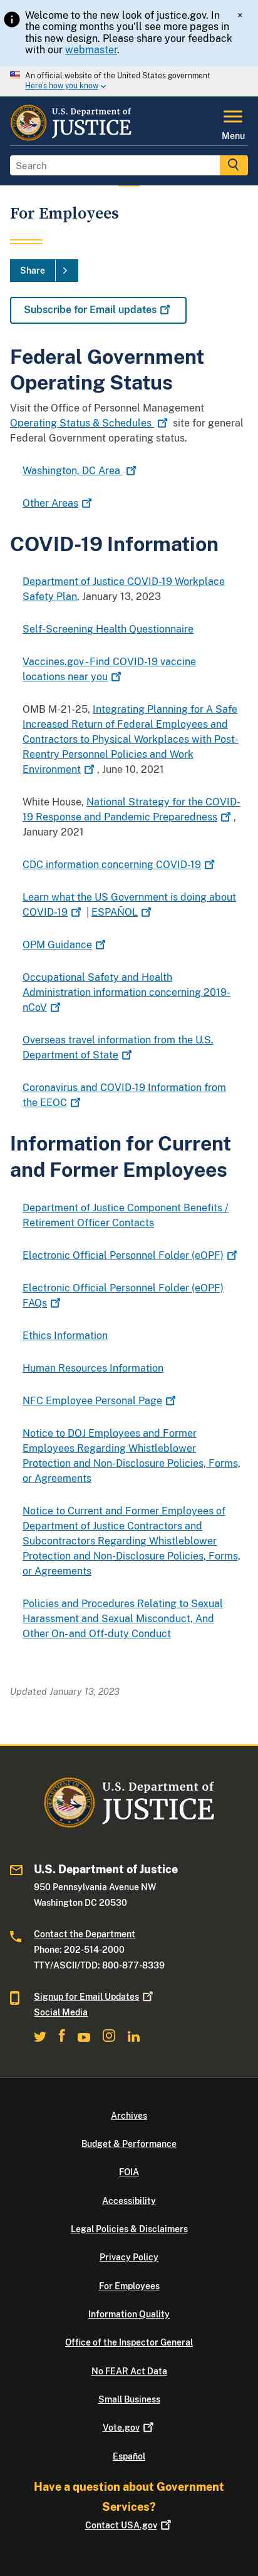 Welcome to the new look of justice.gov. In
the coming months you'll see more pages in
this new design. Please share your feedback
with our webmaster.
×
An official website of the United States government
Here's how you know
U.S. Department of
JUSTICE
Menu
Search
For Employees
Share
Subscribe for Email updates
Federal Government
Operating Status
Visit the Office of Personnel Management
Operating Status & Schedules site for general
Federal Government operating status.
Washington, DC Area
Other Areas
COVID-19 Information
Department of Justice COVID-19 Workplace
Safety Plan, January 13, 2023
Self-Screening Health Questionnaire
Vaccines.gov-Find COVID-19 vaccine
locations near you
OMB M-21-25, Integrating Planning for A Safe
Increased Return of Federal Employees and
Contractors to Physical Workplaces with Post-
Reentry Personnel Policies and Work
Environment , June 10, 2021
White House, National Strategy for the COVID-
19 Response and Pandemic Preparedness ,
January 2021
CDC information concerning COVID-19
Learn what the US Government is doing about
COVID-19 | ESPAÑOL
OPM Guidance
Occupational Safety and Health
Administration information concerning 2019-
nCoV
Overseas travel information from the U.S.
Department of State
Coronavirus and COVID-19 Information from
the EEOC
Information for Current
and Former Employees
Department of Justice Component Benefits /
Retirement Officer Contacts
Electronic Official Personnel Folder (eOPF)
Electronic Official Personnel Folder (eOPF)
FAQs
Ethics Information
Human Resources Information
NFC Employee Personal Page
Notice to DOJ Employees and Former
Employees Regarding Whistleblower
Protection and Non-Disclosure Policies, Forms,
or Agreements
Notice to Current and Former Employees of
Department of Justice Contractors and
Subcontractors Regarding Whistleblower
Protection and Non-Disclosure Policies, Forms,
or Agreements
Policies and Procedures Relating to Sexual
Harassment and Sexual Misconduct, And
Other On- and Off-duty Conduct
Updated January 13, 2023
U.S. Department of
JUSTICE
U.S. Department of Justice
950 Pennsylvania Avenue NW
Washington DC 20530
Contact the Department
Phone: 202-514-2000
TTY/ASCII/TDD: 800-877-8339
Signup for Email Updates
Social Media
Archives
Budget & Performance
FOIA
Accessibility
Legal Policies & Disclaimers
Privacy Policy
For Employees
Information Quality
Office of the Inspector General
No FEAR Act Data
Small Business
Vote.gov
Español
Have a question about Government
Services?
Contact USA.gov